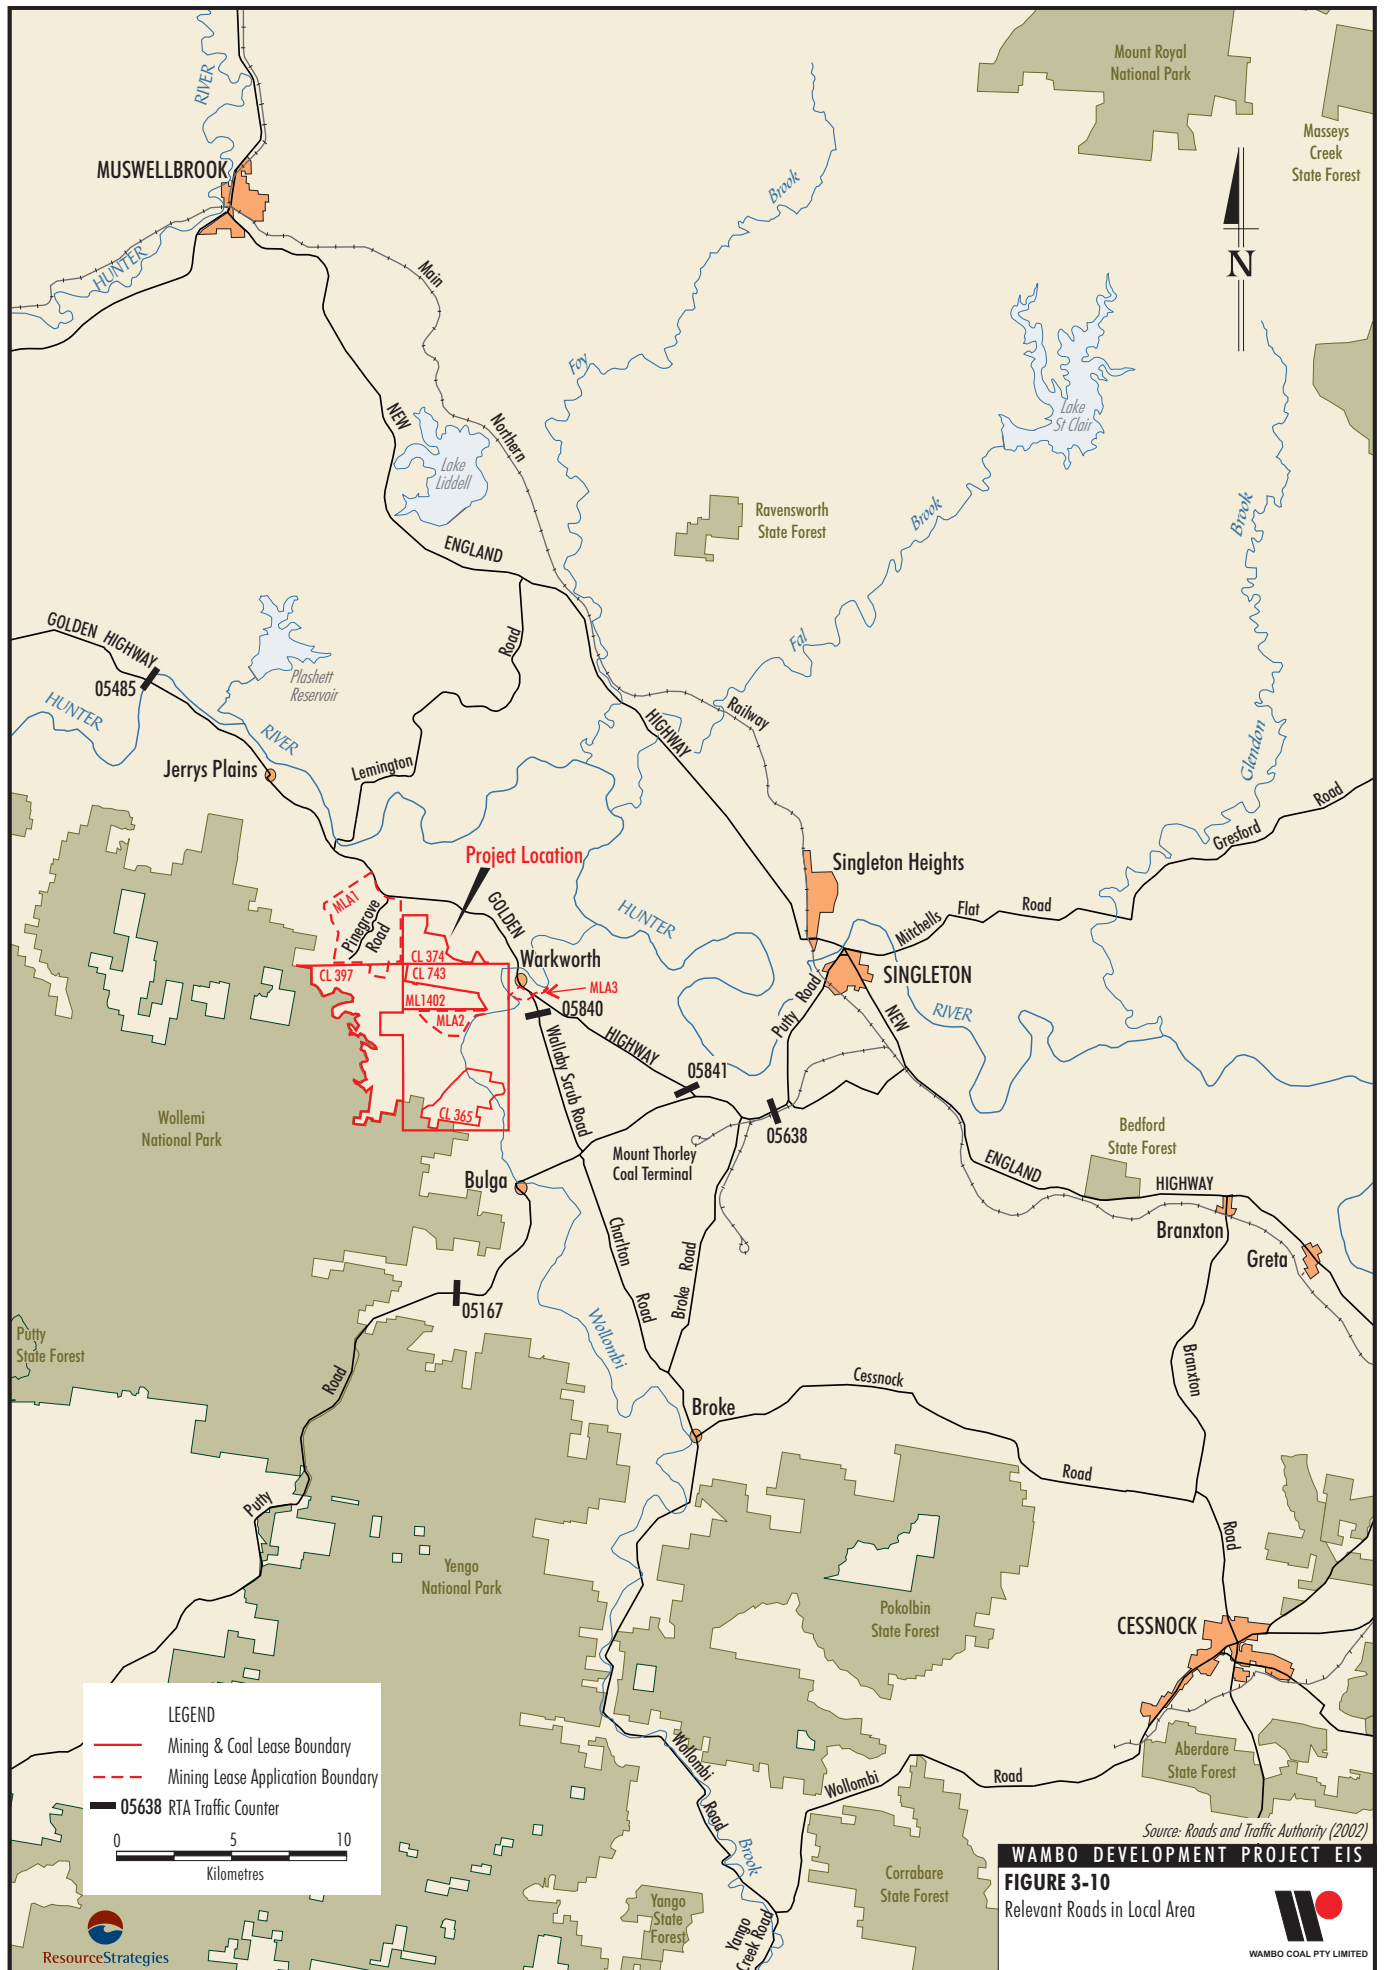 Mount Royal
National Park
Masseys
Creek
State Forest
RIVER
MUSWELLBROOK
HUNTER
Main
Brook
N
Foy
NEW
Northern
Lake
Liddell
Lake
St Clair
Ravensworth
State Forest
Brook
Brook
ENGLAND
GOLDEN HIGHWAY
05485
HUNTER
RIVER
Plashett
Reservoir
Road
Fal
HIGHWAY
Railway
Glendon
Jerrys Plains
Lemington
Gresford
Road
Project Location
Singleton Heights
MLA1
Pinegrove
Road
GOLDEN
HUNTER
Mitchells
Flat
Road
CL 374
CL 397
CL 743
Warkworth
MLA3
ML1402
MLA2
05840
SINGLETON
Putty Road
NEW
RIVER
HIGHWAY
Wallaby Scrub Road
05841
CL 365
05638
Wollemi
National Park
Mount Thorley
Coal Terminal
Bedford
State Forest
Bulga
ENGLAND
HIGHWAY
Branxton
Greta
Charlton
Road
Broke Road
05167
Wollombi
Putty
State Forest
Road
Cessnock
Branxton
Broke
Road
Putty
Road
Yengo
National Park
Pokolbin
State Forest
CESSNOCK
LEGEND
Mining & Coal Lease Boundary
Mining Lease Application Boundary
05638 RTA Traffic Counter
0 5 10
Kilometres
Wollombi
Road
Brook
Wollombi
Road
Aberdare
State Forest
Corrabare
State Forest
Yango
State
Forest
Yango
Creek Road
Source: Roads and Traffic Authority (2002)
WAMBO DEVELOPMENT PROJECT EIS
FIGURE 3-10
Relevant Roads in Local Area
WAMBO COAL PTY LIMITED
ResourceStrategies